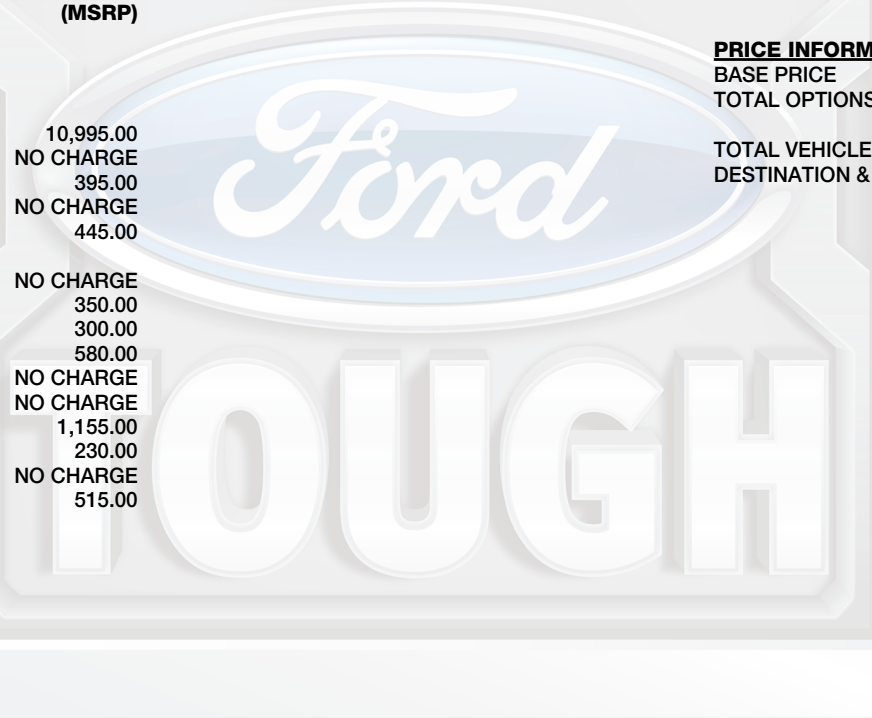 (MSRP)
10,995.00
NO CHARGE
395.00
NO CHARGE
445.00
NO CHARGE
350.00
300.00
580.00
NO CHARGE
NO CHARGE
1,155.00
230.00
NO CHARGE
515.00
PRICE INFORM
BASE PRICE
TOTAL OPTIONS
TOTAL VEHICLE
DESTINATION &
Ford
TOUGH